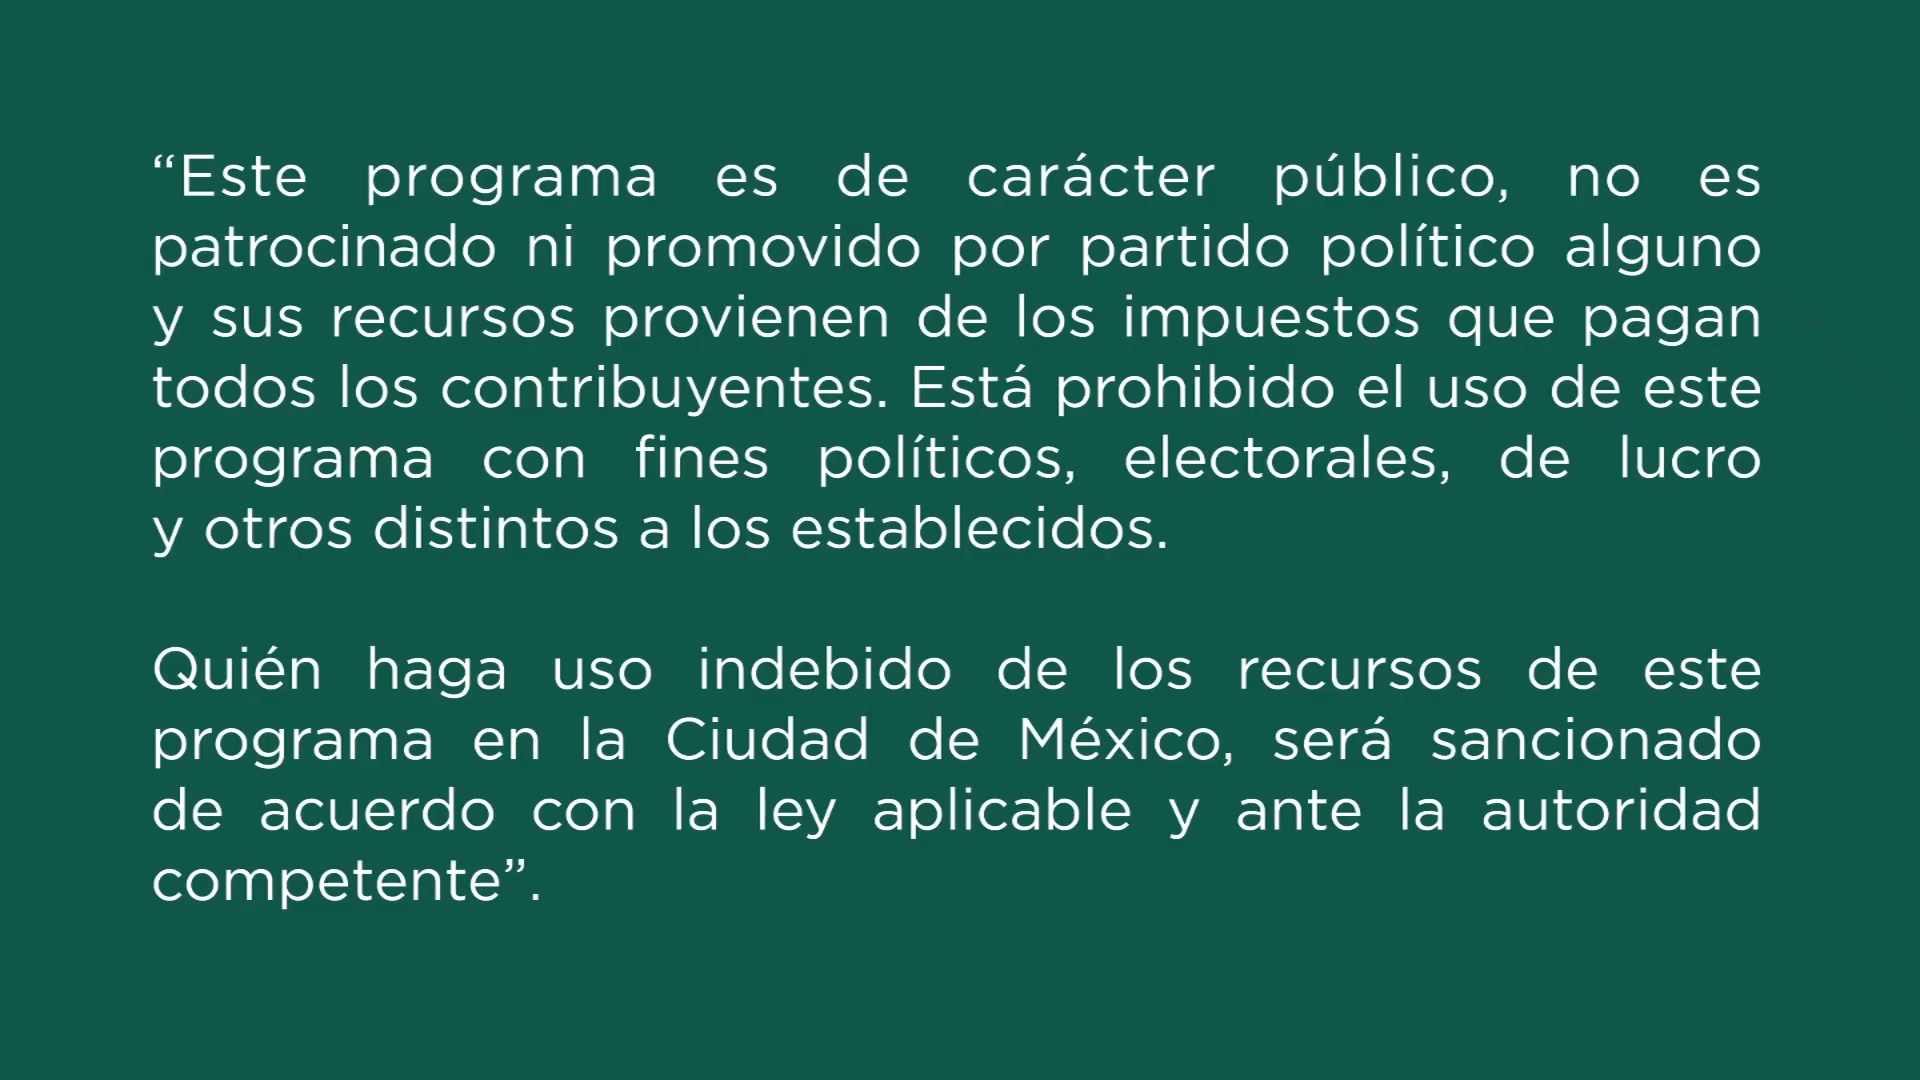 “Este programa es de carácter público, no es
patrocinado ni promovido por partido político alguno
y sus recursos provienen de los impuestos que pagan
todos los contribuyentes. Está prohibido el uso de este
programa con fines políticos, electorales, de lucro
y otros distintos a los establecidos.
Quién haga uso indebido de los recursos de este
programa en la Ciudad de México, será sancionado
de acuerdo con la ley aplicable y ante la autoridad
competente”.